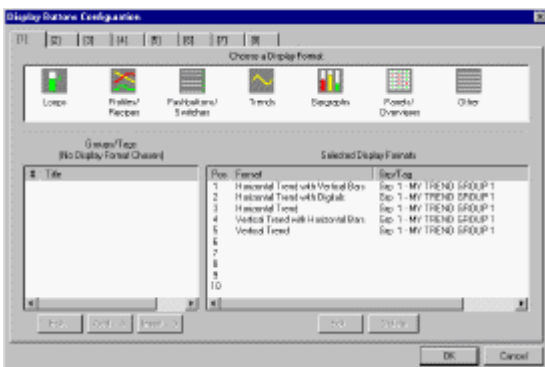 Display Buttons Configuration
[1] [2] [3] [4] [5] [6] [7] [8]
Choose a Display Format
Loops Profiles/ Recipes Pushbuttons/ Switches Trends Bargraphs Panels/ Overviews Other
Groups/Tags
(No Display Format Chosen)
Selected Display Formats
# Title
Pos Format Grp/Tag
1 Horizontal Trend with Vertical Bars Grp 1 - MY TREND GROUP 1
2 Horizontal Trend with Digitals Grp 1 - MY TREND GROUP 1
3 Horizontal Trend Grp 1 - MY TREND GROUP 1
4 Vertical Trend with Horizontal Bars Grp 1 - MY TREND GROUP 1
5 Vertical Trend Grp 1 - MY TREND GROUP 1
6
7
8
9
10
Edit... Add... > Insert... > Edit... Delete
OK Cancel